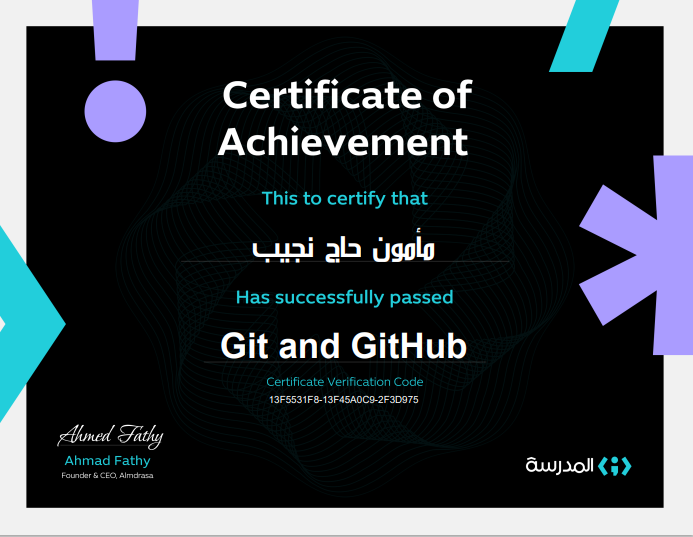 Certificate of
Achievement
This to certify that
مأمون حاج نجيب
Has successfully passed
Git and GitHub
Certificate Verification Code
13F5531F8-13F45A0C9-2F3D975
Ahmed Fathy
Ahmad Fathy
Founder & CEO, Almdrasa
المدرسة